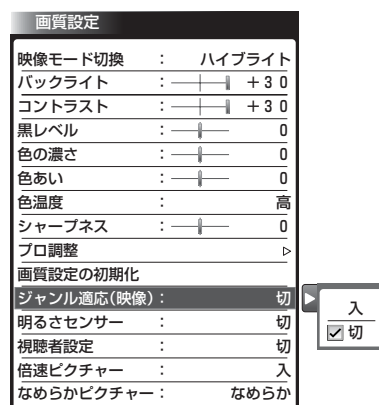 画質設定
映像モード切換 : ハイブライト
バックライト : +30
コントラスト : +30
黒レベル : 0
色の濃さ : 0
色あい : 0
色温度 : 高
シャープネス : 0
プロ調整
画質設定の初期化
ジャンル適応(映像) : 切
入
切
明るさセンサー : 切
視聴者設定 : 切
倍速ピクチャー : 入
なめらかピクチャー : なめらか